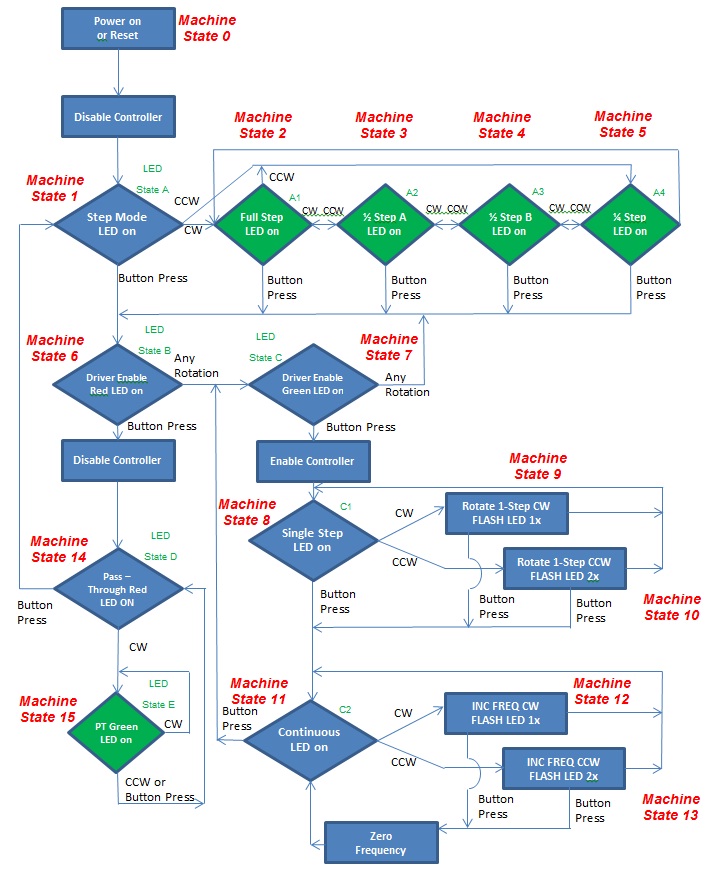 Power on
or Reset
Machine
State 0
Disable Controller
LED
State A
Machine
State 1
Step Mode
LED on
CCW
CW
Button Press
Machine
State 2
Machine
State 3
Machine
State 4
Machine
State 5
CCW
A1
Full Step
LED on
CW CCW
A2
½ Step A
LED on
CW CCW
A3
½ Step B
LED on
CW CCW
A4
¼ Step
LED on
Button
Press
Button
Press
Button
Press
Button
Press
Machine
State 6
LED
State B
Driver Enable
Red LED on
Any
Rotation
Button Press
LED
State C
Machine
State 7
Driver Enable
Green LED on
Any
Rotation
Button Press
Disable Controller
Enable Controller
Machine
State 8
C1
Single Step
LED on
CW
CCW
Machine
State 9
Rotate 1-Step CW
FLASH LED 1x
Rotate 1-Step CCW
FLASH LED 2x
Machine
State 10
Button
Press
Button
Press
Button
Press
Machine
State 14
LED
State D
Pass –
Through Red
LED ON
Button
Press
CW
Machine
State 15
LED
State E
PT Green
LED on
CW
CCW or
Button Press
Machine
State 11
C2
Button
Press
Continuous
LED on
CW
CCW
Machine
State 12
INC FREQ CW
FLASH LED 1x
INC FREQ CCW
FLASH LED 2x
Machine
State 13
Button
Press
Button
Press
Zero
Frequency